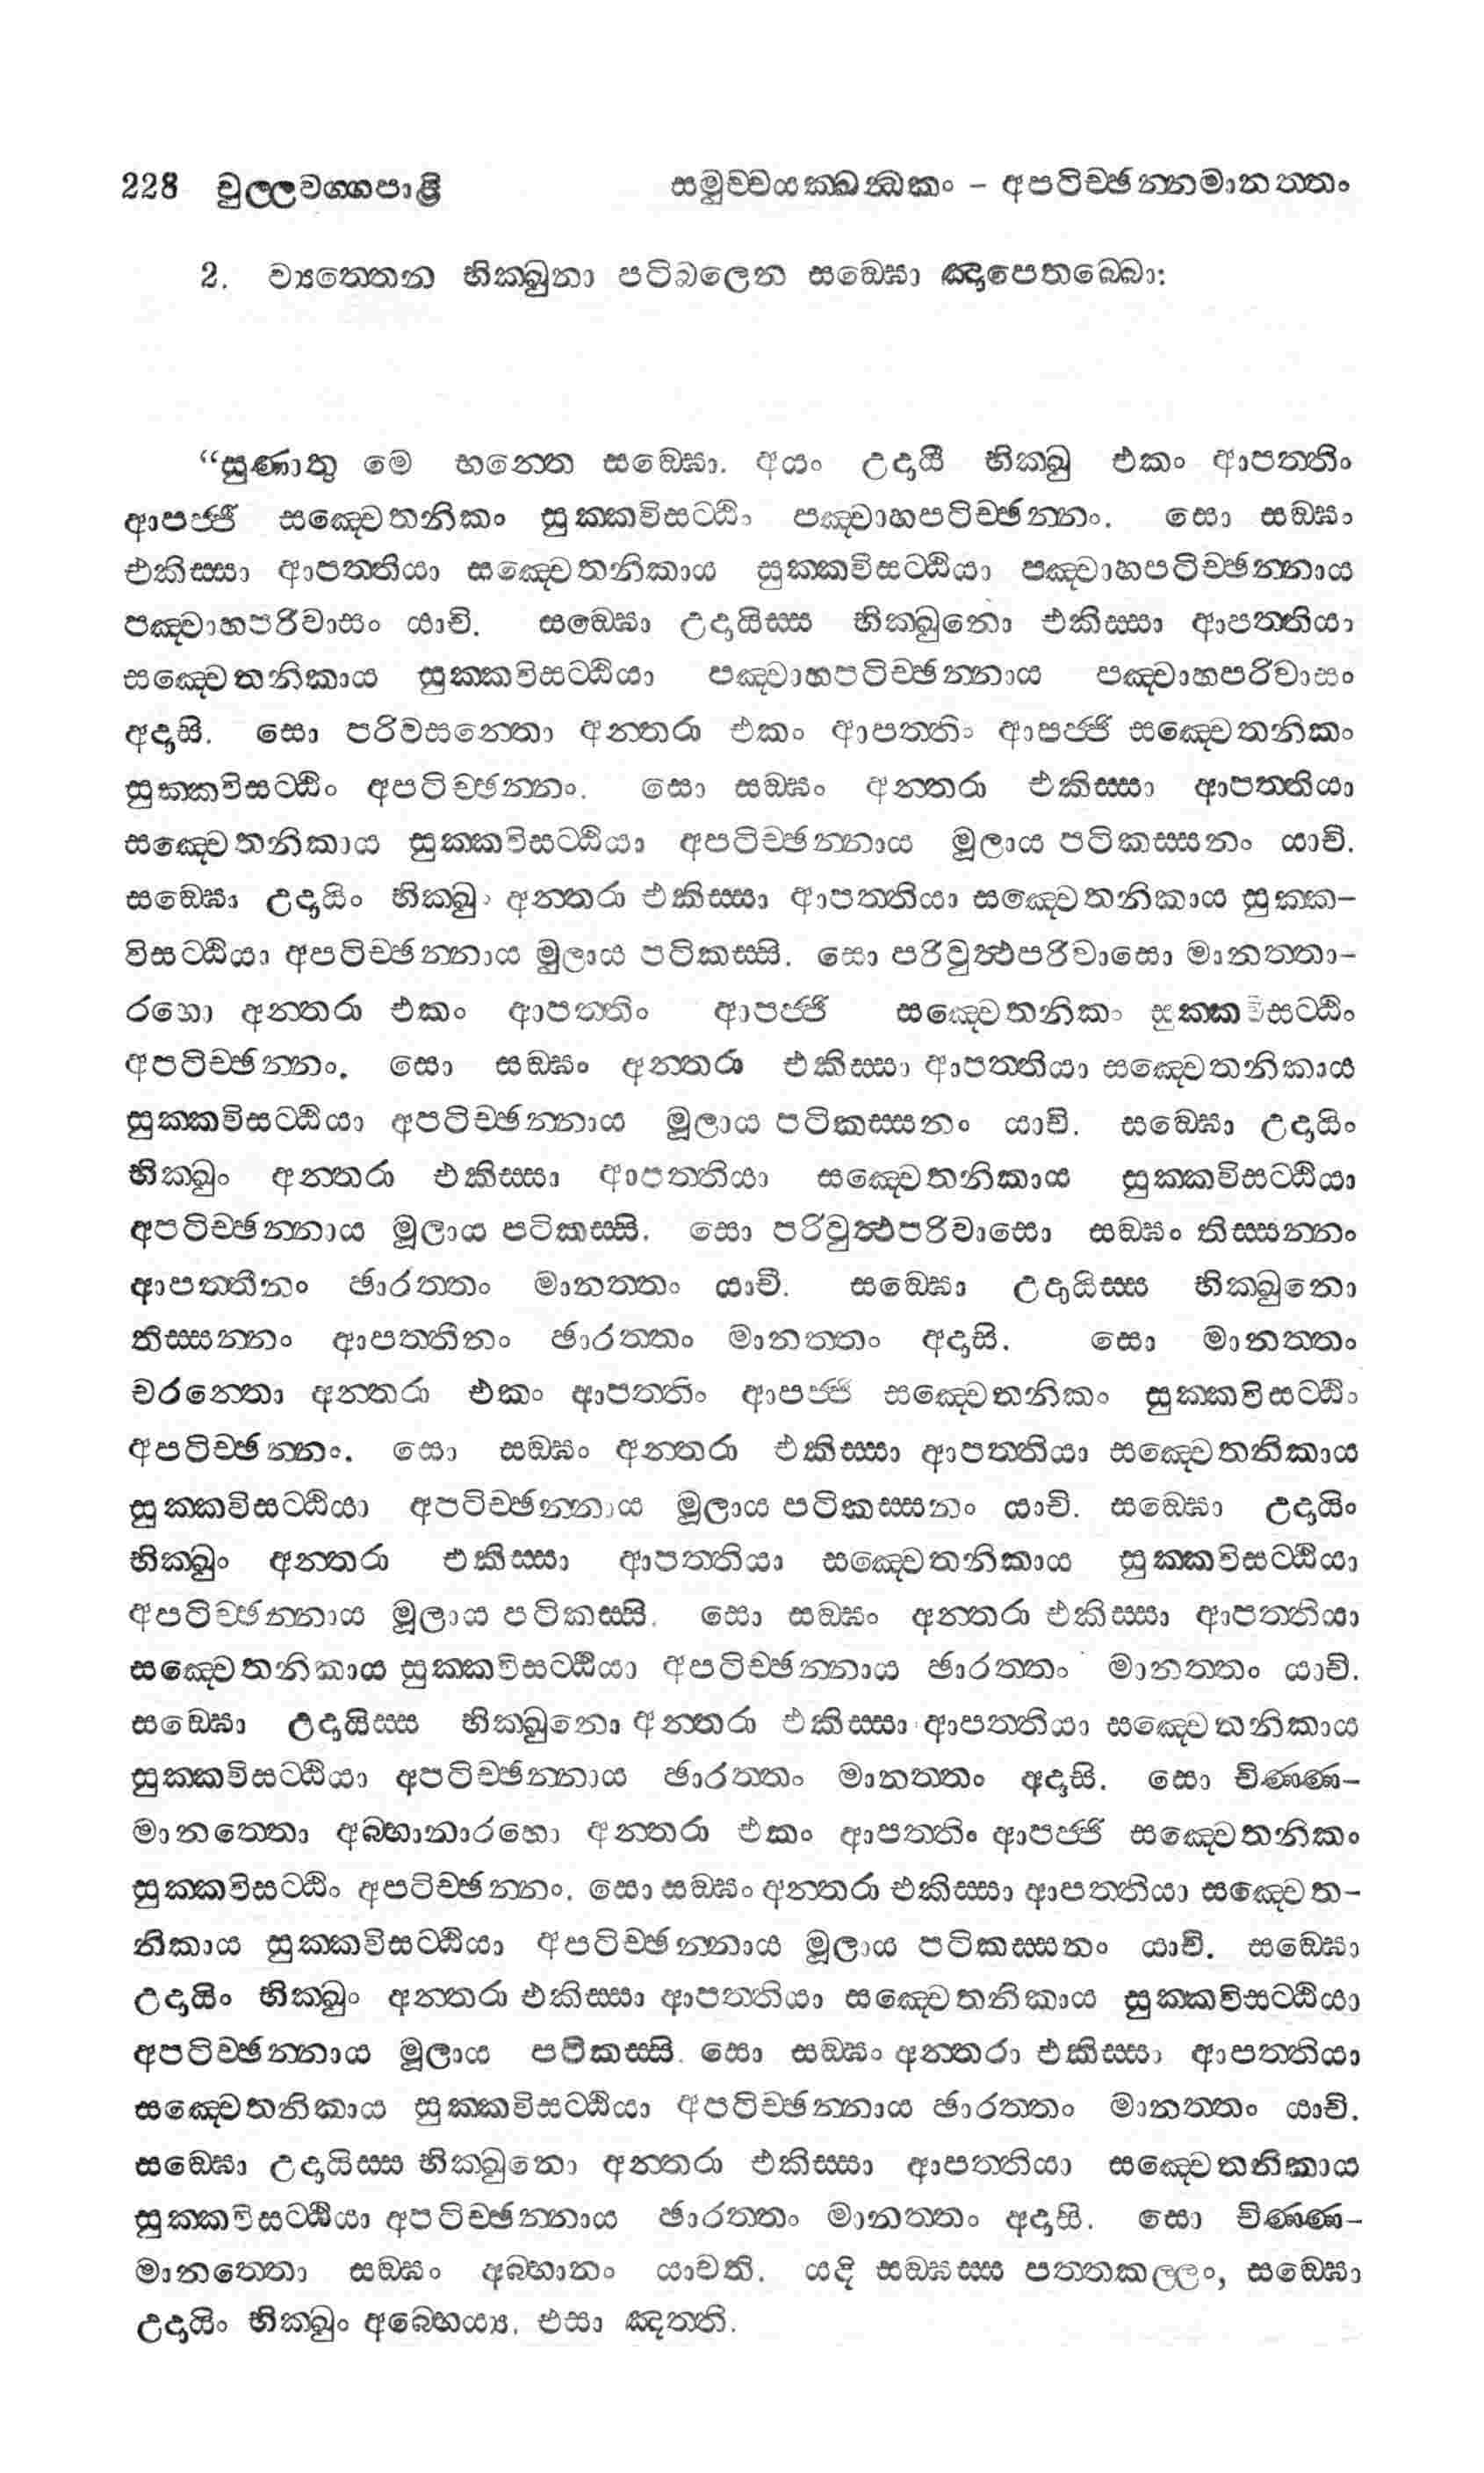 228 චුල්ලවග්ගපාළි සමුච්චයක්ඛන්ධකං - අපටිච්ඡන්නමානත්තං
2. ව්‍යත්තෙන භික්ඛුනා පටිබලෙන සඞ්ඝො ඤාපෙතබ්බො:
“සුණාතු මෙ භන්තෙ සඞ්ඝො. අයං උදායී භික්ඛු එකං ආපත්තිං
ආපජ්ජි සඤ්චෙතනිකං සුක්කවිසට්ඨිං පඤ්චාහපටිච්ඡන්නං. සො සඞ්ඝං
එකිස්සා ආපත්තියා සඤ්චෙතනිකාය සුක්කවිසට්ඨියා පඤ්චාහපටිච්ඡන්නාය
පඤ්චාහපරිවාසං යාචි. සඞ්ඝො උදායිස්ස භික්ඛුනො එකිස්සා ආපත්තියා
සඤ්චෙතනිකාය සුක්කවිසට්ඨියා පඤ්චාහපටිච්ඡන්නාය පඤ්චාහපරිවාසං
අදාසි. සො පරිවසන්තො අන්තරා එකං ආපත්තිං ආපජ්ජි සඤ්චෙතනිකං
සුක්කවිසට්ඨිං අපටිච්ඡන්නං. සො සඞ්ඝං අන්තරා එකිස්සා ආපත්තියා
සඤ්චෙතනිකාය සුක්කවිසට්ඨියා අපටිච්ඡන්නාය මූලාය පටිකස්සනං යාචි.
සඞ්ඝො උදායිං භික්ඛුං අන්තරා එකිස්සා ආපත්තියා සඤ්චෙතනිකාය සුක්ක-
විසට්ඨියා අපටිච්ඡන්නාය මූලාය පටිකස්සි. සො පරිවුත්ථපරිවාසො මානත්තා-
රහො අන්තරා එකං ආපත්තිං ආපජ්ජි සඤ්චෙතනිකං සුක්කවිසට්ඨිං
අපටිච්ඡන්නං. සො සඞ්ඝං අන්තරා එකිස්සා ආපත්තියා සඤ්චෙතනිකාය
සුක්කවිසට්ඨියා අපටිච්ඡන්නාය මූලාය පටිකස්සනං යාචි. සඞ්ඝො උදායිං
භික්ඛුං අන්තරා එකිස්සා ආපත්තියා සඤ්චෙතනිකාය සුක්කවිසට්ඨියා
අපටිච්ඡන්නාය මූලාය පටිකස්සි. සො පරිවුත්ථපරිවාසො සඞ්ඝං තිස්සන්නං
ආපත්තීනං ඡාරත්තං මානත්තං යාචි. සඞ්ඝො උදායිස්ස භික්ඛුනො
තිස්සන්නං ආපත්තීනං ඡාරත්තං මානත්තං අදාසි. සො මානත්තං
චරන්තො අන්තරා එකං ආපත්තිං ආපජ්ජි සඤ්චෙතනිකං සුක්කවිසට්ඨිං
අපටිච්ඡන්නං. සො සඞ්ඝං අන්තරා එකිස්සා ආපත්තියා සඤ්චෙතනිකාය
සුක්කවිසට්ඨියා අපටිච්ඡන්නාය මූලාය පටිකස්සනං යාචි. සඞ්ඝො උදායිං
භික්ඛුං අන්තරා එකිස්සා ආපත්තියා සඤ්චෙතනිකාය සුක්කවිසට්ඨියා
අපටිච්ඡන්නාය මූලාය පටිකස්සි. සො සඞ්ඝං අන්තරා එකිස්සා ආපත්තියා
සඤ්චෙතනිකාය සුක්කවිසට්ඨියා අපටිච්ඡන්නාය ඡාරත්තං මානත්තං යාචි.
සඞ්ඝො උදායිස්ස භික්ඛුනො අන්තරා එකිස්සා ආපත්තියා සඤ්චෙතනිකාය
සුක්කවිසට්ඨියා අපටිච්ඡන්නාය ඡාරත්තං මානත්තං අදාසි. සො චිණ්ණ-
මානත්තො අබ්භානාරහො අන්තරා එකං ආපත්තිං ආපජ්ජි සඤ්චෙතනිකං
සුක්කවිසට්ඨිං අපටිච්ඡන්නං. සො සඞ්ඝං අන්තරා එකිස්සා ආපත්තියා සඤ්චෙත-
නිකාය සුක්කවිසට්ඨියා අපටිච්ඡන්නාය මූලාය පටිකස්සනං යාචි. සඞ්ඝො
උදායිං භික්ඛුං අන්තරා එකිස්සා ආපත්තියා සඤ්චෙතනිකාය සුක්කවිසට්ඨියා
අපටිච්ඡන්නාය මූලාය පටිකස්සි. සො සඞ්ඝං අන්තරා එකිස්සා ආපත්තියා
සඤ්චෙතනිකාය සුක්කවිසට්ඨියා අපටිච්ඡන්නාය ඡාරත්තං මානත්තං යාචි.
සඞ්ඝො උදායිස්ස භික්ඛුනො අන්තරා එකිස්සා ආපත්තියා සඤ්චෙතනිකාය
සුක්කවිසට්ඨියා අපටිච්ඡන්නාය ඡාරත්තං මානත්තං අදාසි. සො චිණ්ණ-
මානත්තො සඞ්ඝං අබ්භානං යාචති. යදි සඞ්ඝස්ස පත්තකල්ලං, සඞ්ඝො
උදායිං භික්ඛුං අබ්භෙය්‍ය. එසා ඤත්ති.